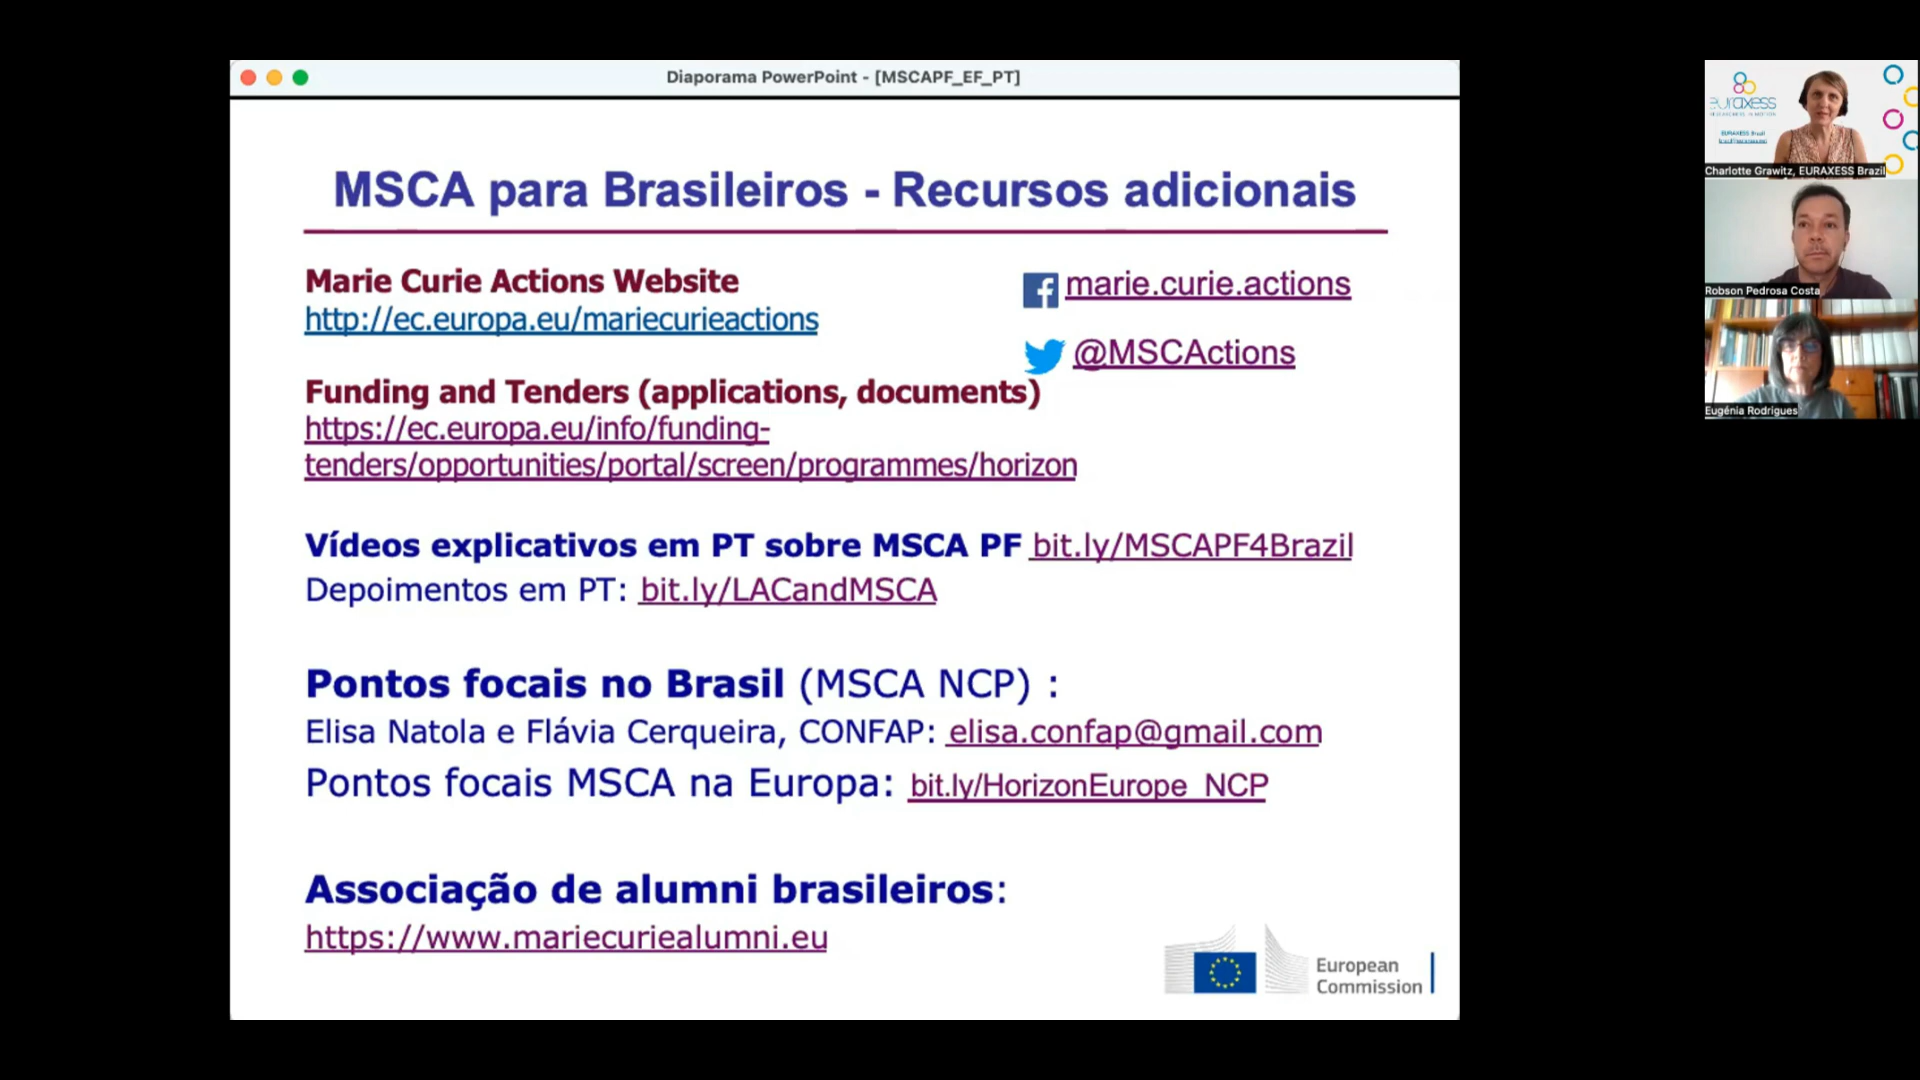 Diaporama PowerPoint - [MSCAPF_EF_PT]
MSCA para Brasileiros - Recursos adicionais
Marie Curie Actions Website
http://ec.europa.eu/mariecurieactions
marie.curie.actions
@MSCActions
Funding and Tenders (applications, documents)
https://ec.europa.eu/info/funding-
tenders/opportunities/portal/screen/programmes/horizon
Vídeos explicativos em PT sobre MSCA PF bit.ly/MSCAPF4Brazil
Depoimentos em PT: bit.ly/LACandMSCA
Pontos focais no Brasil (MSCA NCP) :
Elisa Natola e Flávia Cerqueira, CONFAP: elisa.confap@gmail.com
Pontos focais MSCA na Europa: bit.ly/HorizonEurope_NCP
Associação de alumni brasileiros:
https://www.mariecuriealumni.eu
European
Commission
euraxess
EURAXESS Brazil
Charlotte Grawitz, EURAXESS Brazil
Robson Pedrosa Costa
Eugénia Rodrigues